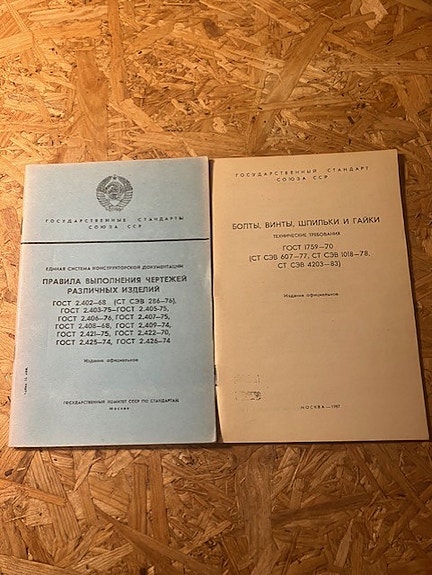 ГОСУДАРСТВЕННЫЕ СТАНДАРТЫ
СОЮЗА ССР
ЕДИНАЯ СИСТЕМА КОНСТРУКТОРСКОЙ ДОКУМЕНТАЦИИ
ПРАВИЛА ВЫПОЛНЕНИЯ ЧЕРТЕЖЕЙ
РАЗЛИЧНЫХ ИЗДЕЛИЙ
ГОСТ 2.402—68 (СТ СЭВ 286—76),
ГОСТ 2.403-75—ГОСТ 2.405-75,
ГОСТ 2.406—76, ГОСТ 2.407—75,
ГОСТ 2.408—68, ГОСТ 2.409—74,
ГОСТ 2.421—75, ГОСТ 2.422—70,
ГОСТ 2.425—74, ГОСТ 2.426—74
Издание официальное
ГОСУДАРСТВЕННЫЙ КОМИТЕТ СССР ПО СТАНДАРТАМ
Москва
ГОСУДАРСТВЕННЫЙ СТАНДАРТ
СОЮЗА ССР
БОЛТЫ, ВИНТЫ, ШПИЛЬКИ И ГАЙКИ
ТЕХНИЧЕСКИЕ ТРЕБОВАНИЯ
ГОСТ 1759—70
(СТ СЭВ 607—77, СТ СЭВ 1018—78,
СТ СЭВ 4203—83)
Издание официальное
МОСКВА—1987